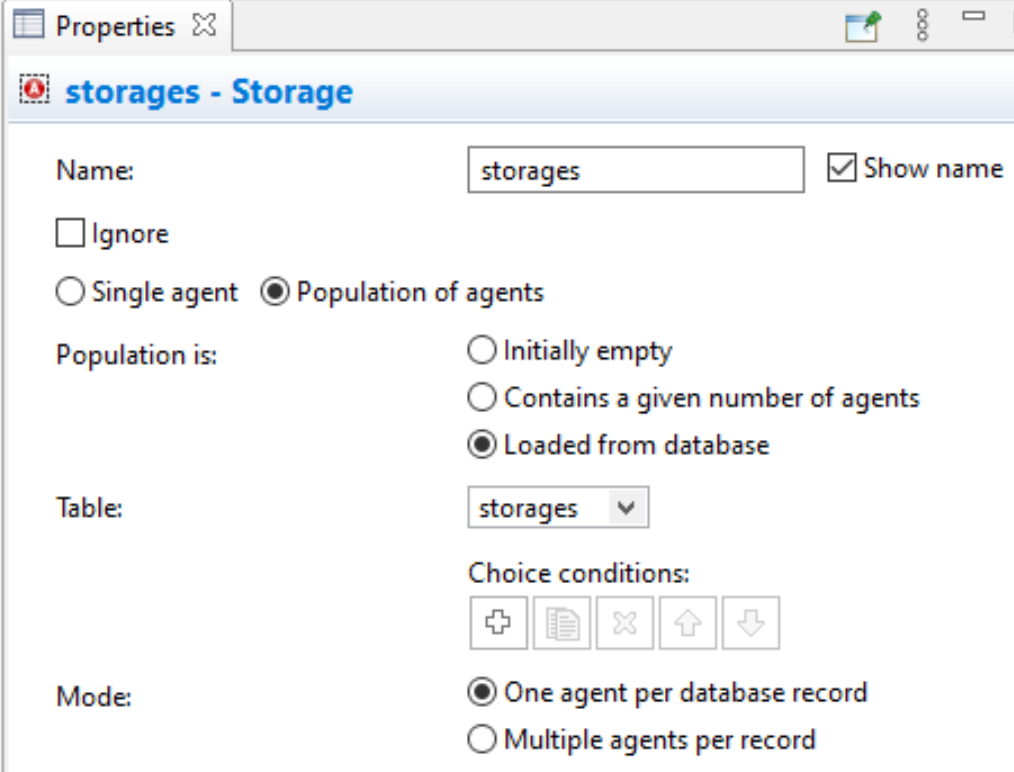 Properties
storages - Storage
Name:
storages
Show name
Ignore
Single agent
Population of agents
Population is:
Initially empty
Contains a given number of agents
Loaded from database
Table:
storages
Choice conditions:
Mode:
One agent per database record
Multiple agents per record